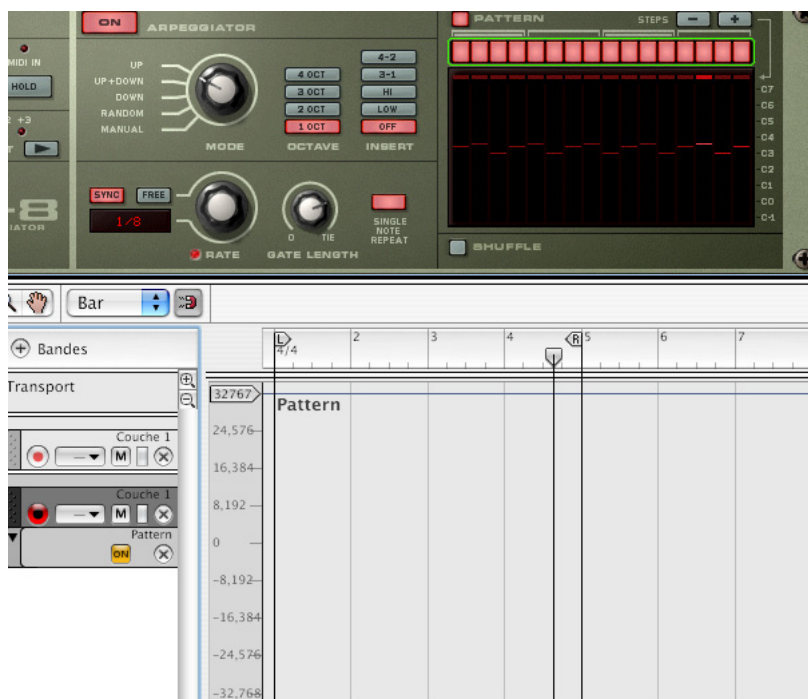 ON ARPEGGIATOR
PATTERN STEPS - +
MIDI IN
HOLD
UP
UP+DOWN
DOWN
RANDOM
MANUAL
MODE
4 OCT
3 OCT
2 OCT
1 OCT
OCTAVE
4-2
3-1
HI
LOW
OFF
INSERT
C7
C6
C5
C4
C3
C2
C1
C0
C-1
2 +3
T
-8
IATOR
SYNC FREE
1/8
RATE
0 TIE
GATE LENGTH
SINGLE
NOTE
REPEAT
SHUFFLE
Bar
Bandes
L 2 3 4 R 5 6 7
4/4
Transport
Couche 1
— M
Couche 1
— M
Pattern
ON
32767
Pattern
24,576
16,384
8,192
0
-8,192
-16,384
-24,576
-32,768